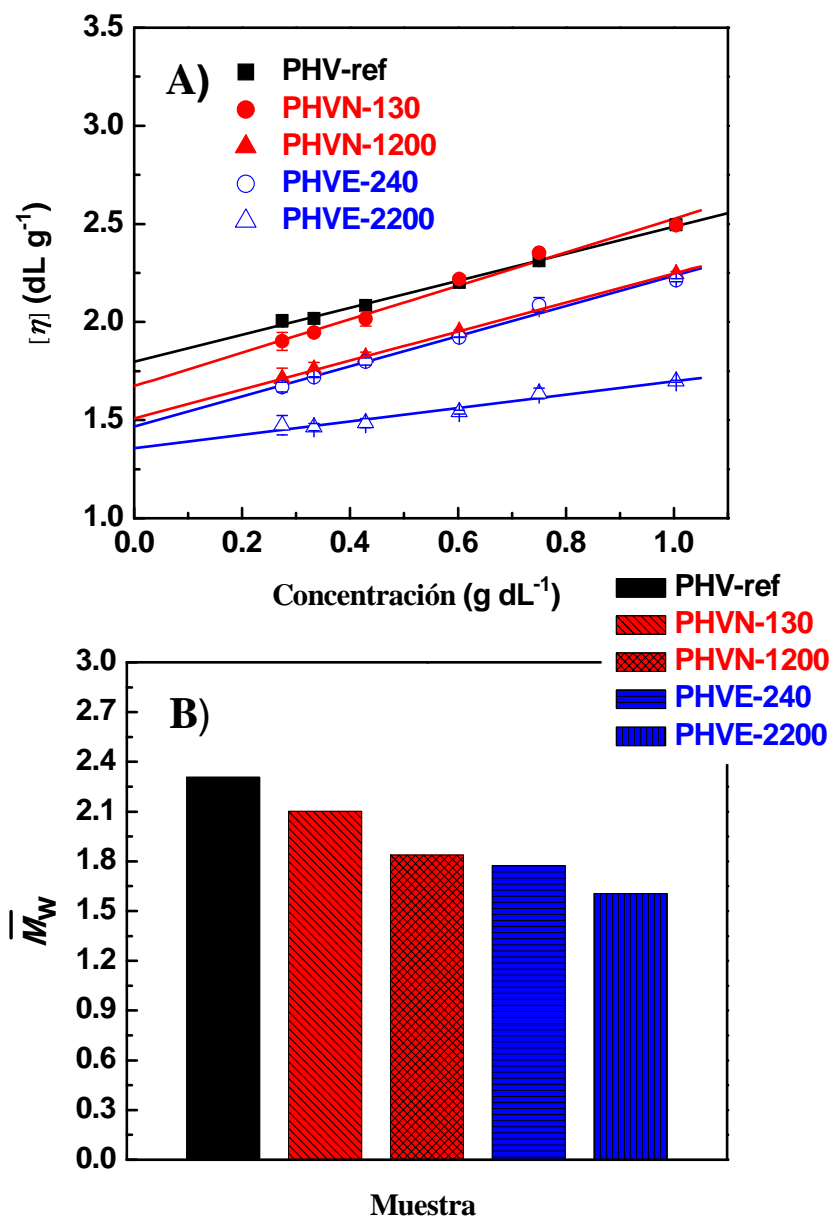 3.5
3.0
2.5
2.0
1.5
1.0
[η] (dL g-1)
A)
PHV-ref
PHVN-130
PHVN-1200
PHVE-240
PHVE-2200
0.0 0.2 0.4 0.6 0.8 1.0
Concentración (g dL-1)
PHV-ref
PHVN-130
PHVN-1200
PHVE-240
PHVE-2200
3.0
2.7
2.4
2.1
1.8
1.5
1.2
0.9
0.6
0.3
0.0
M̅w
B)
Muestra